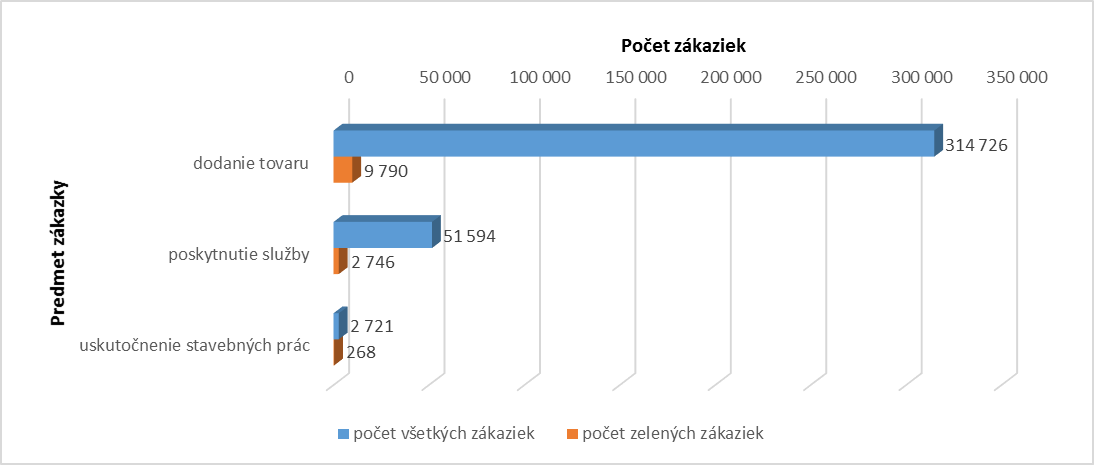 Počet zákaziek
0 50 000 100 000 150 000 200 000 250 000 300 000 350 000
Predmet zákazky
dodanie tovaru
314 726
9 790
poskytnutie služby
51 594
2 746
uskutočnenie stavebných prác
2 721
268
počet všetkých zákaziek počet zelených zákaziek